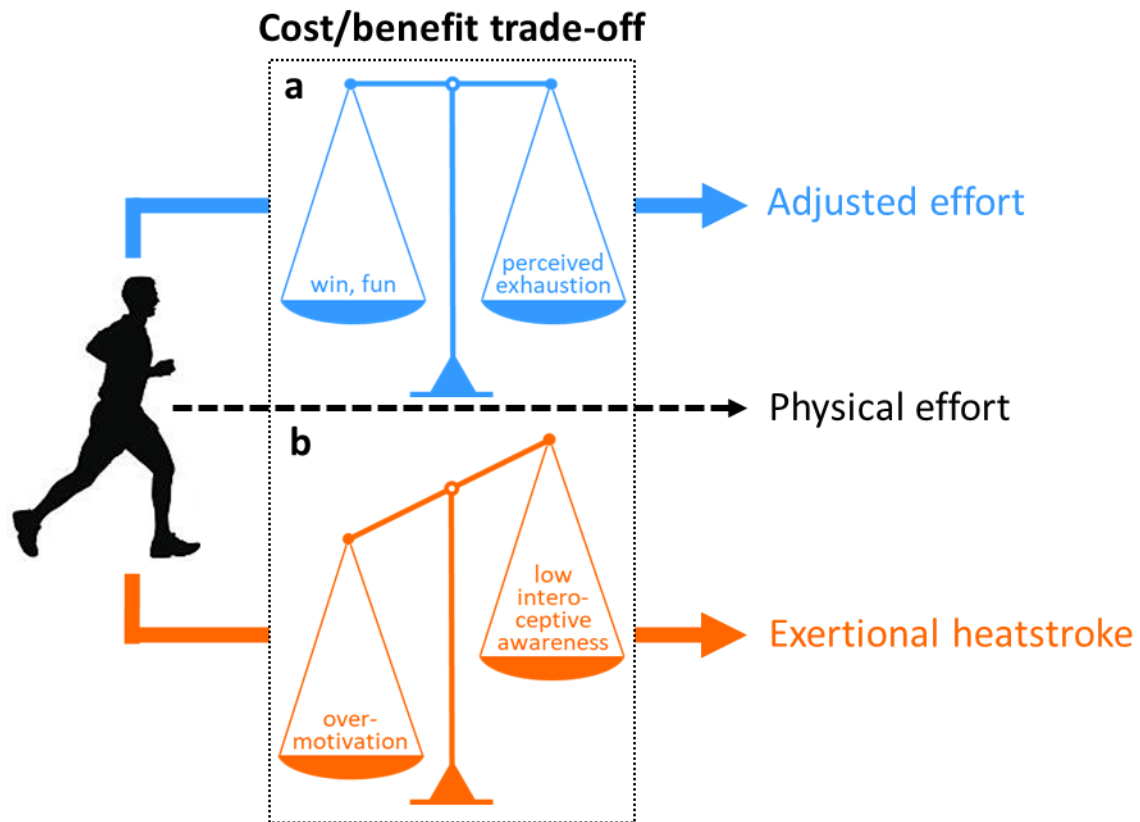 Cost/benefit trade-off
a
win, fun
perceived
exhaustion
Adjusted effort
Physical effort
b
over-
motivation
low
intero-
ceptive
awareness
Exertional heatstroke